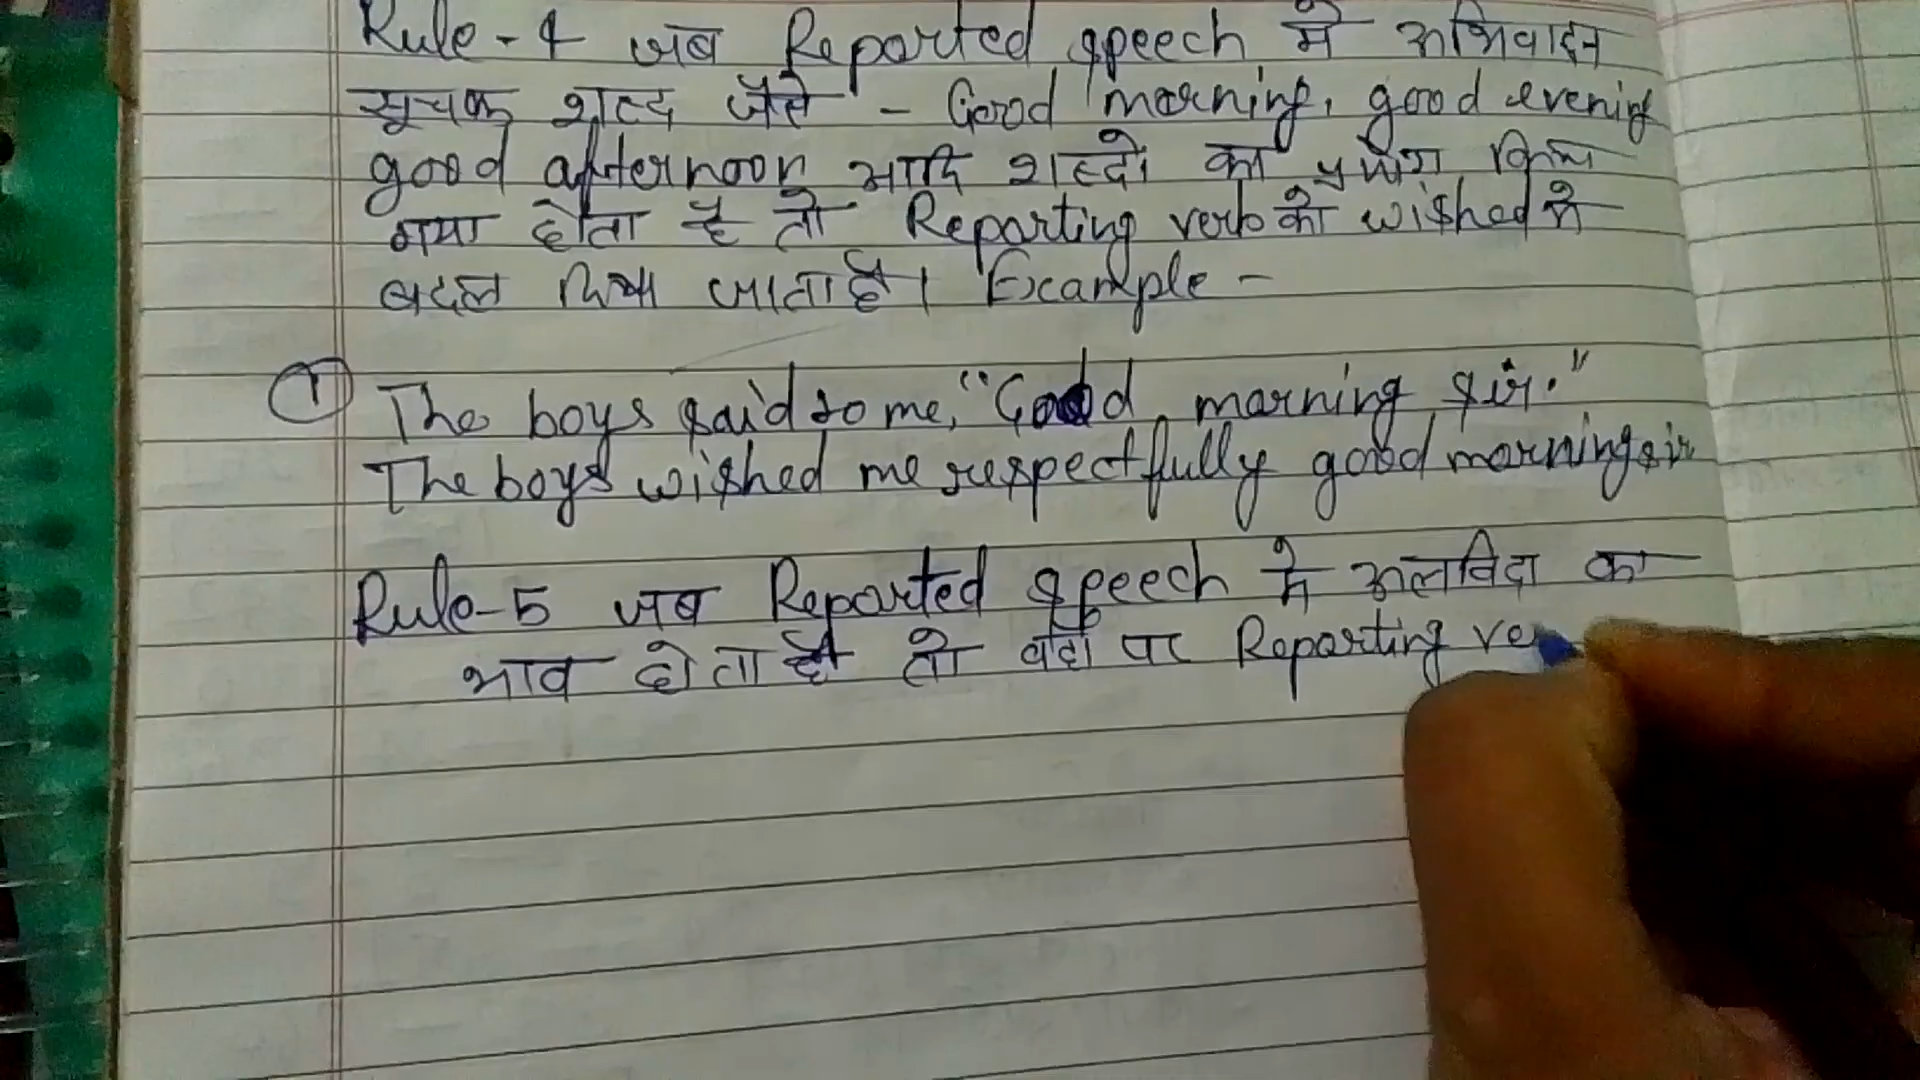 Rule-4 जब Reported speech मे अभिवादन
सूचक शब्द जैसे - Good morning, good evening
good afternoon आदि शब्दो का प्रयोग किया
गया होता है तो Reporting verb को wished मे
बदल दिया जाता है। Example -
① The boys said to me, "Good morning sir."
The boys wished me respectfully good morning sir
Rule-5 जब Reported speech मे अलविदा का
भाव होता है तो वहाँ पर Reporting ve